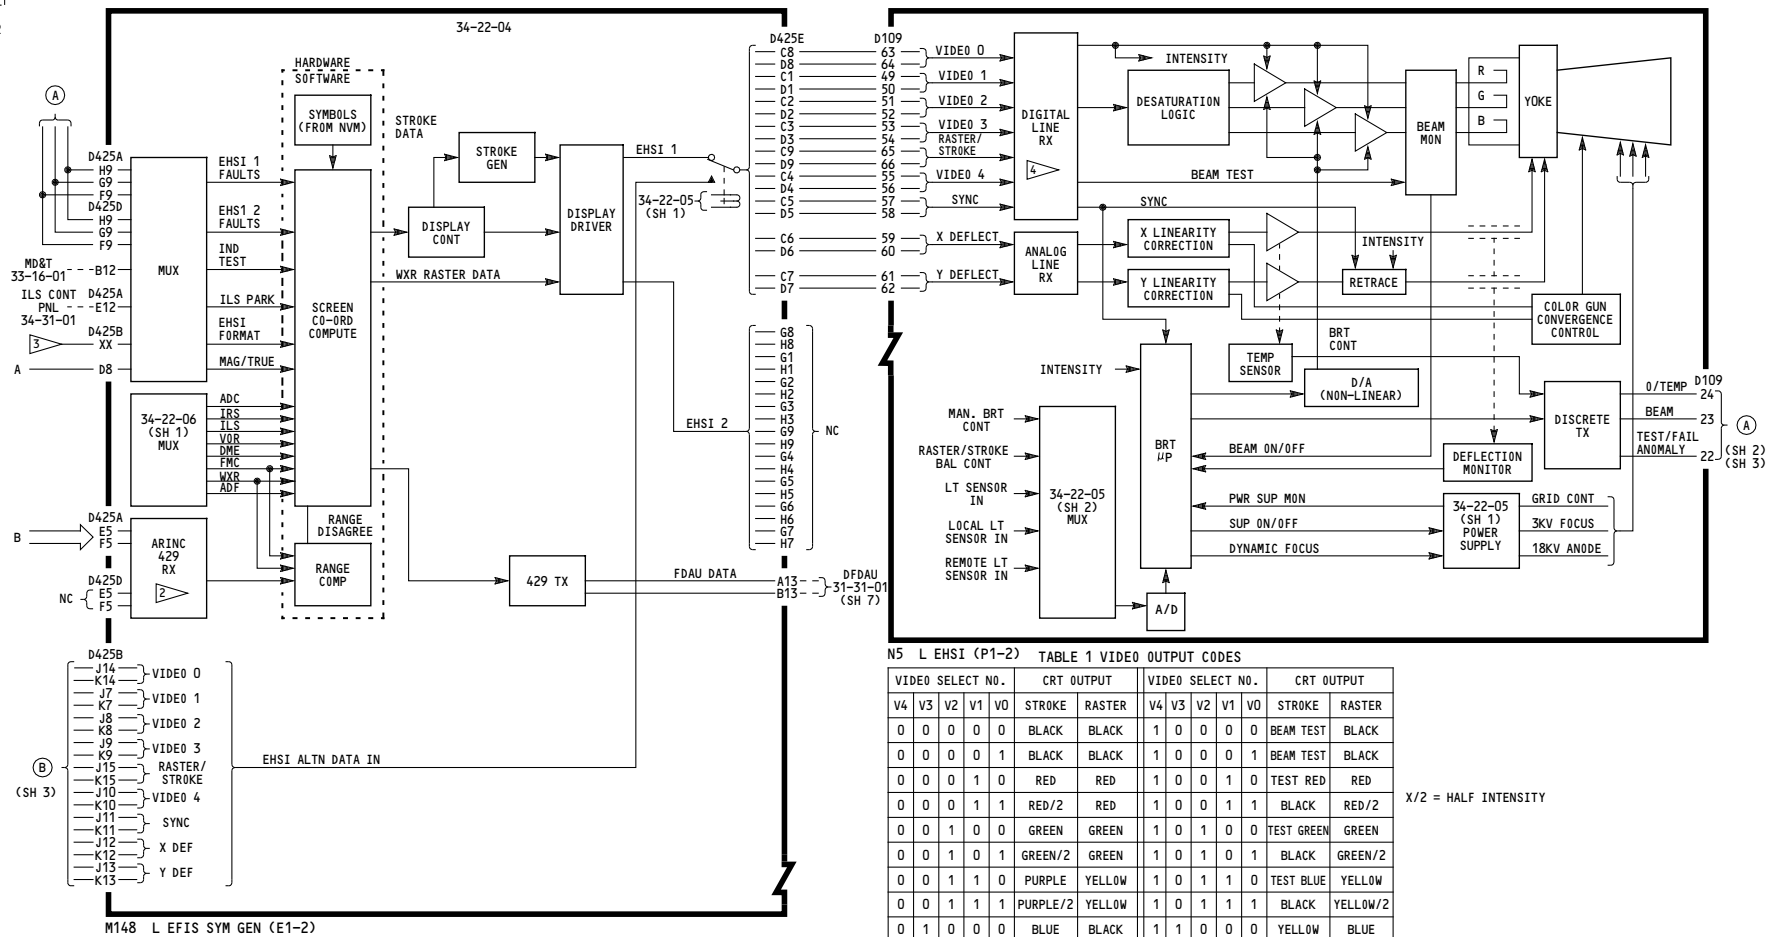 34-22-04
HARDWARE
SOFTWARE
A
D425A
H9
G9
F9
D425D
H9
G9
F9
MD&T
33-16-01
B12
ILS CONT
PNL
34-31-01
D425A
E12
D425B
3
XX
A
D8
MUX
EHSI 1
FAULTS
EHS1 2
FAULTS
IND
TEST
ILS PARK
EHSI
FORMAT
MAG/TRUE
34-22-06
(SH 1)
MUX
ADC
IRS
ILS
VOR
DME
FMC
WXR
ADF
B
D425A
E5
F5
D425D
NC
E5
F5
ARINC
429
RX
2
SYMBOLS
(FROM NVM)
SCREEN
CO-ORD
COMPUTE
RANGE
DISAGREE
RANGE
COMP
STROKE
DATA
STROKE
GEN
DISPLAY
CONT
DISPLAY
DRIVER
WXR RASTER DATA
EHSI 1
34-22-05
(SH 1)
EHSI 2
429 TX
FDAU DATA
A13
B13
DFDAU
31-31-01
(SH 7)
D425E
C8
D8
C1
D1
C2
D2
C3
D3
C9
D9
C4
D4
C5
D5
C6
D6
C7
D7
G8
H8
G1
H1
G2
H2
G3
H3
G9
H9
G4
H4
G5
H5
G6
H6
G7
H7
NC
D109
63
64
49
50
51
52
53
54
65
66
55
56
57
58
59
60
61
62
VIDEO 0
VIDEO 1
VIDEO 2
VIDEO 3
RASTER/
STROKE
VIDEO 4
SYNC
X DEFLECT
Y DEFLECT
DIGITAL
LINE
RX
4
ANALOG
LINE
RX
INTENSITY
DESATURATION
LOGIC
BEAM
MON
R
G
B
YOKE
BEAM TEST
SYNC
X LINEARITY
CORRECTION
Y LINEARITY
CORRECTION
INTENSITY
RETRACE
COLOR GUN
CONVERGENCE
CONTROL
BRT
CONT
TEMP
SENSOR
D/A
(NON-LINEAR)
INTENSITY
MAN. BRT
CONT
RASTER/STROKE
BAL CONT
LT SENSOR
IN
LOCAL LT
SENSOR IN
REMOTE LT
SENSOR IN
34-22-05
(SH 2)
MUX
BRT
µP
A/D
BEAM ON/OFF
DEFLECTION
MONITOR
PWR SUP MON
SUP ON/OFF
DYNAMIC FOCUS
34-22-05
(SH 1)
POWER
SUPPLY
GRID CONT
3KV FOCUS
18KV ANODE
DISCRETE
TX
D109
O/TEMP
24
BEAM
23
TEST/FAIL
ANOMALY
22
A
(SH 2)
(SH 3)
D425B
J14
K14
VIDEO 0
J7
K7
VIDEO 1
J8
K8
VIDEO 2
J9
K9
VIDEO 3
J15
K15
RASTER/
STROKE
J10
K10
VIDEO 4
J11
K11
SYNC
J12
K12
X DEF
J13
K13
Y DEF
B
(SH 3)
EHSI ALTN DATA IN
M148 L EFIS SYM GEN (E1-2)
N5 L EHSI (P1-2)
TABLE 1 VIDEO OUTPUT CODES
VIDEO SELECT NO. CRT OUTPUT VIDEO SELECT NO. CRT OUTPUT
V4 V3 V2 V1 V0 STROKE RASTER V4 V3 V2 V1 V0 STROKE RASTER
0 0 0 0 0 BLACK BLACK 1 0 0 0 0 BEAM TEST BLACK
0 0 0 0 1 BLACK BLACK 1 0 0 0 1 BEAM TEST BLACK
0 0 0 1 0 RED RED 1 0 0 1 0 TEST RED RED
0 0 0 1 1 RED/2 RED 1 0 0 1 1 BLACK RED/2
0 0 1 0 0 GREEN GREEN 1 0 1 0 0 TEST GREEN GREEN
0 0 1 0 1 GREEN/2 GREEN 1 0 1 0 1 BLACK GREEN/2
0 0 1 1 0 PURPLE YELLOW 1 0 1 1 0 TEST BLUE YELLOW
0 0 1 1 1 PURPLE/2 YELLOW 1 0 1 1 1 BLACK YELLOW/2
0 1 0 0 0 BLUE BLACK 1 1 0 0 0 YELLOW BLUE
X/2 = HALF INTENSITY